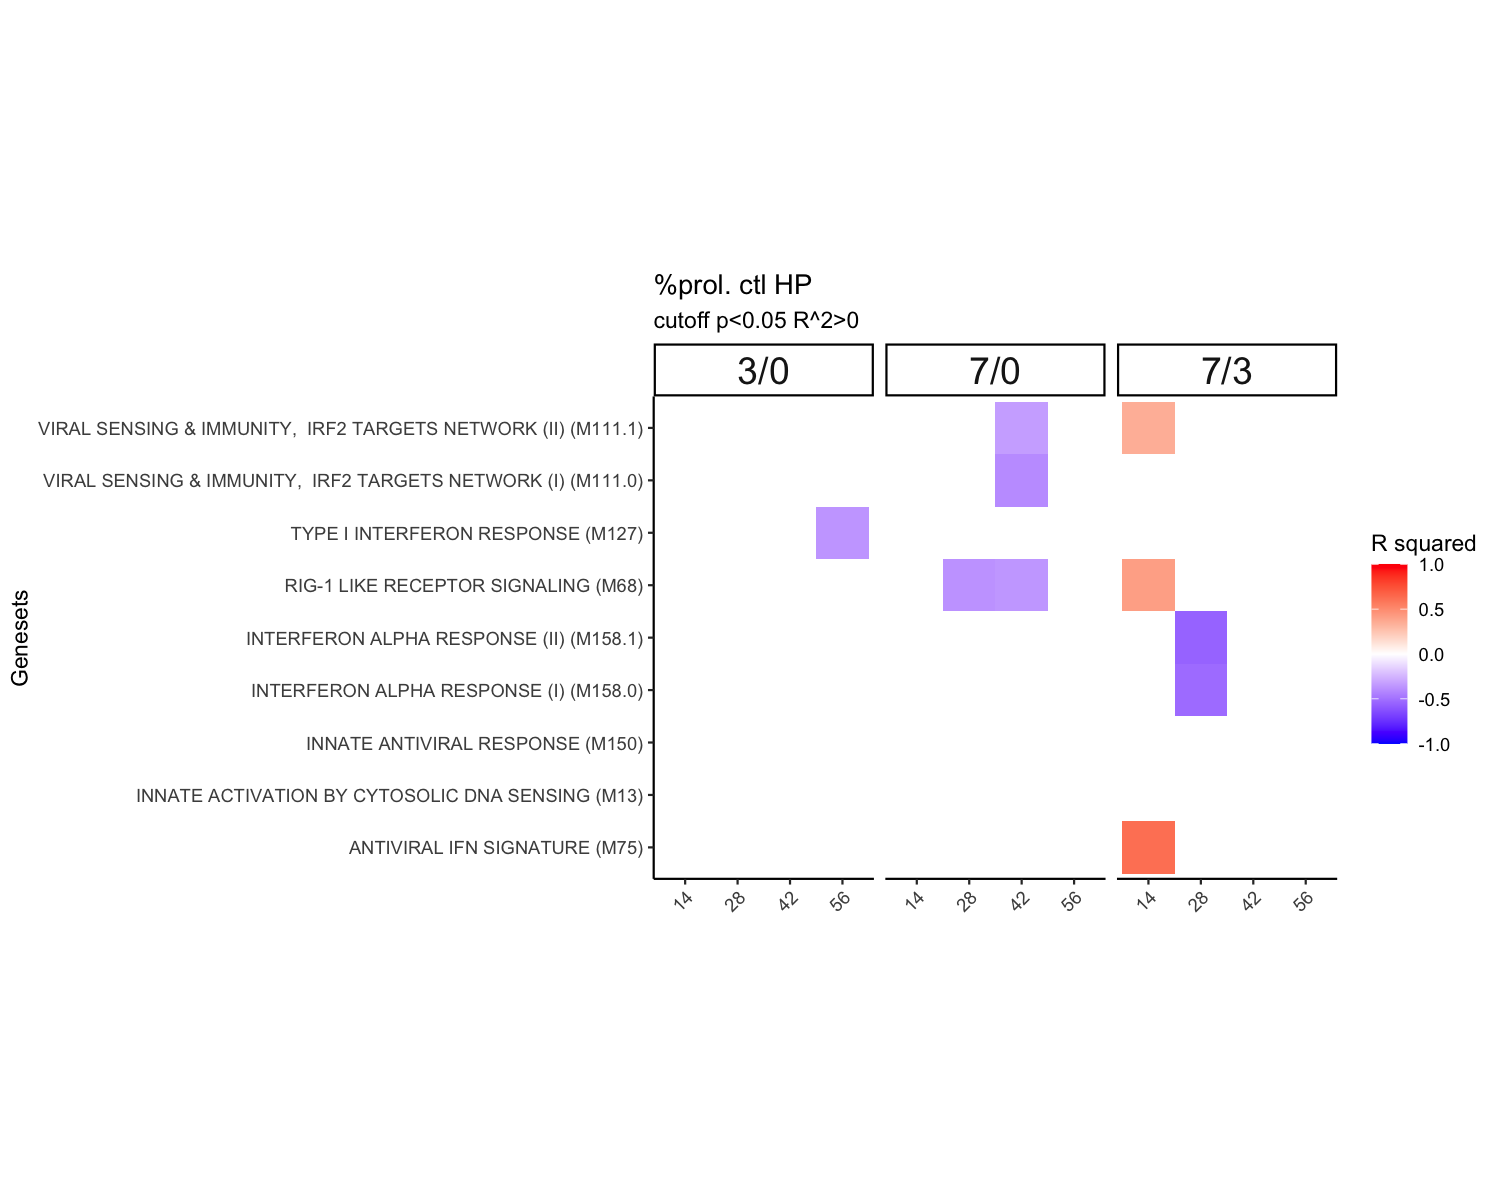 %prol. ctl HP
cutoff p<0.05 R^2>0
3/0 7/0 7/3
VIRAL SENSING & IMMUNITY,  IRF2 TARGETS NETWORK (II) (M111.1)
VIRAL SENSING & IMMUNITY,  IRF2 TARGETS NETWORK (I) (M111.0)
TYPE I INTERFERON RESPONSE (M127)
RIG-1 LIKE RECEPTOR SIGNALING (M68)
INTERFERON ALPHA RESPONSE (II) (M158.1)
INTERFERON ALPHA RESPONSE (I) (M158.0)
INNATE ANTIVIRAL RESPONSE (M150)
INNATE ACTIVATION BY CYTOSOLIC DNA SENSING (M13)
ANTIVIRAL IFN SIGNATURE (M75)
Genesets
14 28 42 56 14 28 42 56 14 28 42 56
R squared
1.0
0.5
0.0
-0.5
-1.0